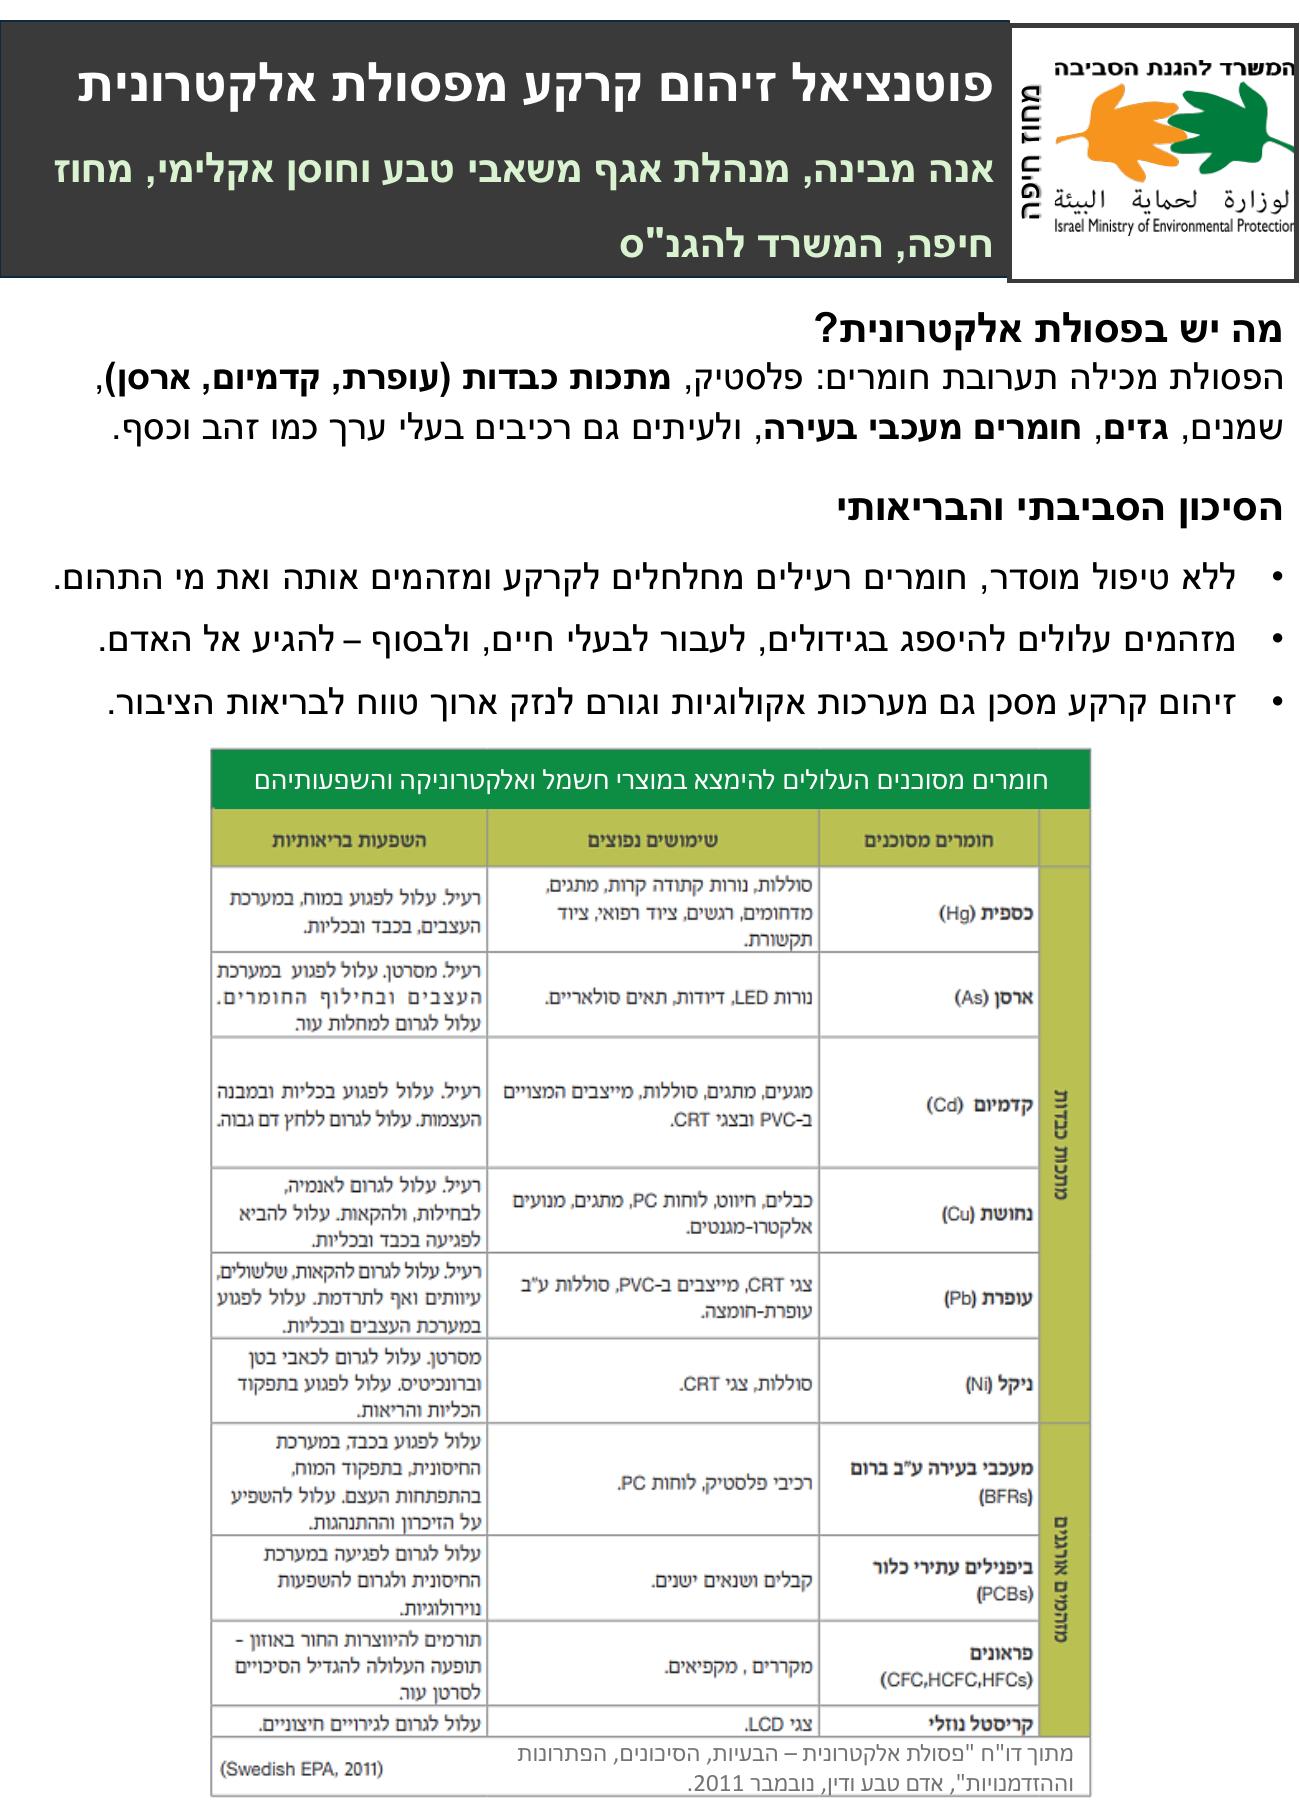 המשרד להגנת הסביבה
מחוז חיפה
لوزارة لحماية البيئة
Israel Ministry of Environmental Protection
פוטנציאל זיהום קרקע מפסולת אלקטרונית
אנה מבינה, מנהלת אגף משאבי טבע וחוסן אקלימי, מחוז
חיפה, המשרד להגנ"ס
מה יש בפסולת אלקטרונית?
הפסולת מכילה תערובת חומרים: פלסטיק, מתכות כבדות (עופרת, קדמיום, ארסן),
שמנים, גזים, חומרים מעכבי בעירה, ולעיתים גם רכיבים בעלי ערך כמו זהב וכסף.
הסיכון הסביבתי והבריאותי
• ללא טיפול מוסדר, חומרים רעילים מחלחלים לקרקע ומזהמים אותה ואת מי התהום.
• מזהמים עלולים להיספג בגידולים, לעבור לבעלי חיים, ולבסוף – להגיע אל האדם.
• זיהום קרקע מסכן גם מערכות אקולוגיות וגורם לנזק ארוך טווח לבריאות הציבור.
חומרים מסוכנים העלולים להימצא במוצרי חשמל ואלקטרוניקה והשפעותיהם
חומרים מסוכנים
שימושים נפוצים
השפעות בריאותיות
מתכות כבדות
כספית (Hg)
סוללות, נורות קתודה קרות, מתגים,
מדחומים, רגשים, ציוד רפואי, ציוד
תקשורת.
רעיל. עלול לפגוע במוח, במערכת
העצבים, בכבד ובכליות.
ארסן (As)
נורות LED, דיודות, תאים סולאריים.
רעיל. מסרטן. עלול לפגוע במערכת
העצבים ובחילוף החומרים.
עלול לגרום למחלות עור.
קדמיום (Cd)
מגעים, מתגים, סוללות, מייצבים המצויים
ב-PVC ובצגי CRT.
רעיל. עלול לפגוע בכליות ובמבנה
העצמות. עלול לגרום ללחץ דם גבוה.
נחושת (Cu)
כבלים, חיווט, לוחות PC, מתגים, מנועים
אלקטרו-מגנטים.
רעיל. עלול לגרום לאנמיה,
לבחילות, ולהקאות. עלול להביא
לפגיעה בכבד ובכליות.
עופרת (Pb)
צגי CRT, מייצבים ב-PVC, סוללות ע"ב
עופרת-חומצה.
רעיל. עלול לגרום להקאות, שלשולים,
עיוותים ואף לתרדמת. עלול לפגוע
במערכת העצבים ובכליות.
ניקל (Ni)
סוללות, צגי CRT.
מסרטן. עלול לגרום לכאבי בטן
וברונכיטיס. עלול לפגוע בתפקוד
הכליות והריאות.
מזהמים אורגנים
מעכבי בעירה ע"ב ברום
(BFRs)
רכיבי פלסטיק, לוחות PC.
עלול לפגוע בכבד, במערכת
החיסונית, בתפקוד המוח,
בהתפתחות העצם. עלול להשפיע
על הזיכרון וההתנהגות.
ביפנילים עתירי כלור
(PCBs)
קבלים ושנאים ישנים.
עלול לגרום לפגיעה במערכת
החיסונית ולגרום להשפעות
נוירולוגיות.
פראונים
(CFC,HCFC,HFCs)
מקררים , מקפיאים.
תורמים להיווצרות החור באוזון -
תופעה העלולה להגדיל הסיכויים
לסרטן עור.
קריסטל נוזלי
צגי LCD.
עלול לגרום לגירויים חיצוניים.
מתוך דו"ח "פסולת אלקטרונית – הבעיות, הסיכונים, הפתרונות
וההזדמנויות", אדם טבע ודין, נובמבר 2011.
(Swedish EPA, 2011)